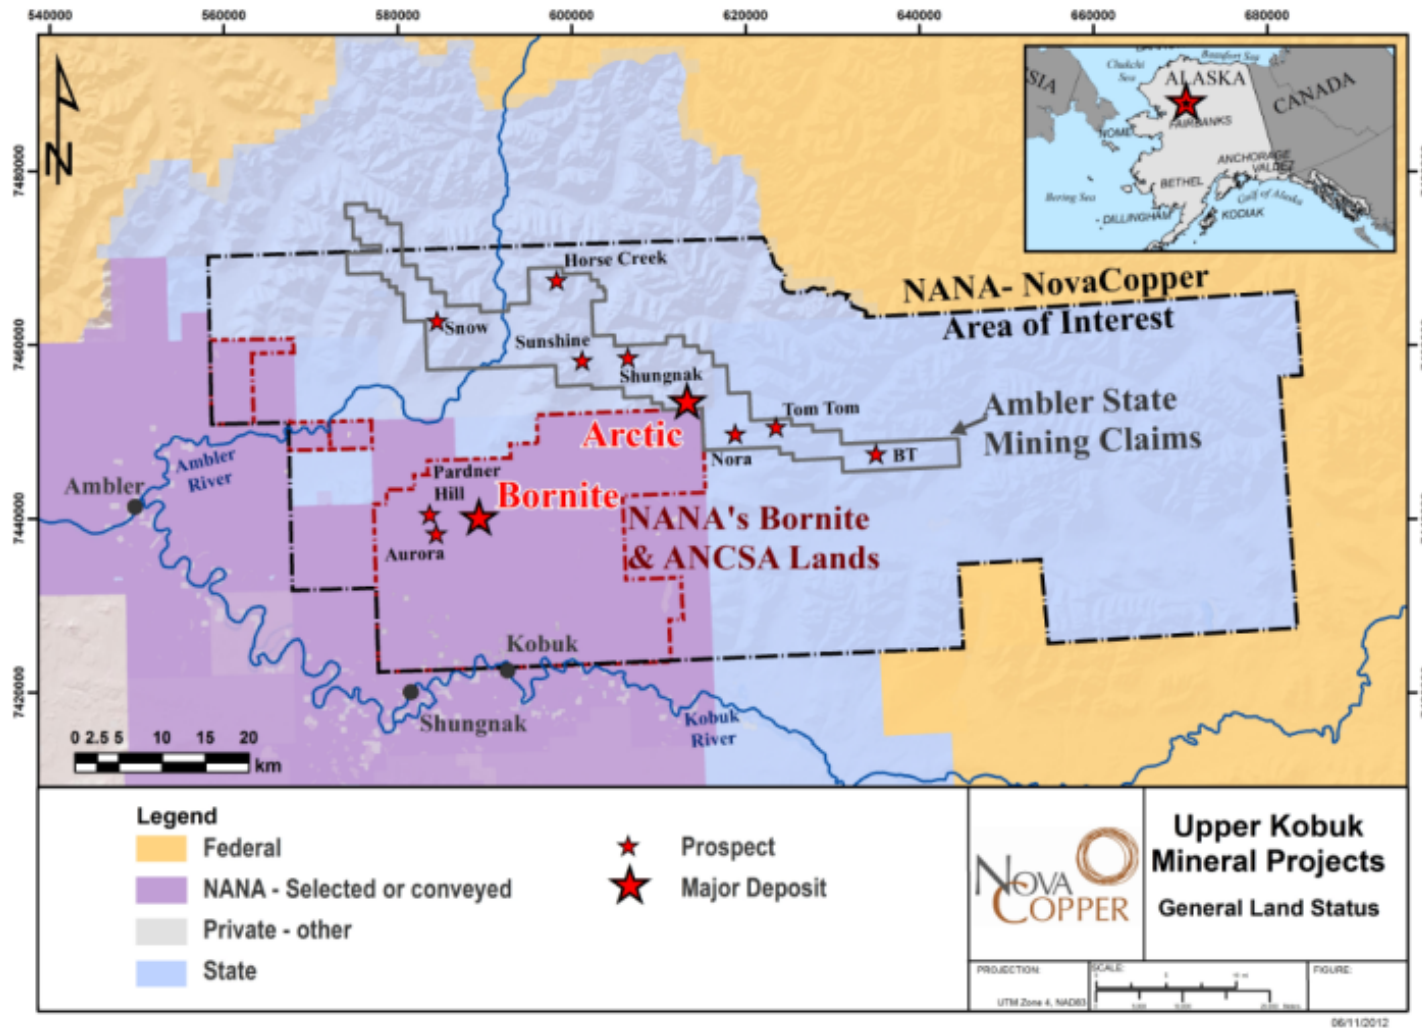 540000 560000 580000 600000 620000 640000 660000 680000
7480000
7460000
7440000
7420000
N
Chukchi
Sea
Beaufort Sea
ALASKA
CANADA
FAIRBANKS
ANCHORAGE
VALDEZ
BETHEL
Bering Sea
Gulf of Alaska
DILLINGHAM
KODIAK
Horse Creek
Snow
Sunshine
Shungnak
NANA- NovaCopper
Area of Interest
Arctic
Tom Tom
Nora
BT
Ambler State
Mining Claims
Ambler
River
Ambler
Pardner
Hill
Bornite
Aurora
NANA's Bornite
& ANCSA Lands
Kobuk
Shungnak
Kobuk
River
0 2.5 5 10 15 20
km
Legend
Federal
NANA - Selected or conveyed
Private - other
State
Prospect
Major Deposit
NOVA
COPPER
Upper Kobuk
Mineral Projects
General Land Status
PROJECTION:
UTM Zone 4, NAD83
SCALE:
FIGURE:
06/11/2012